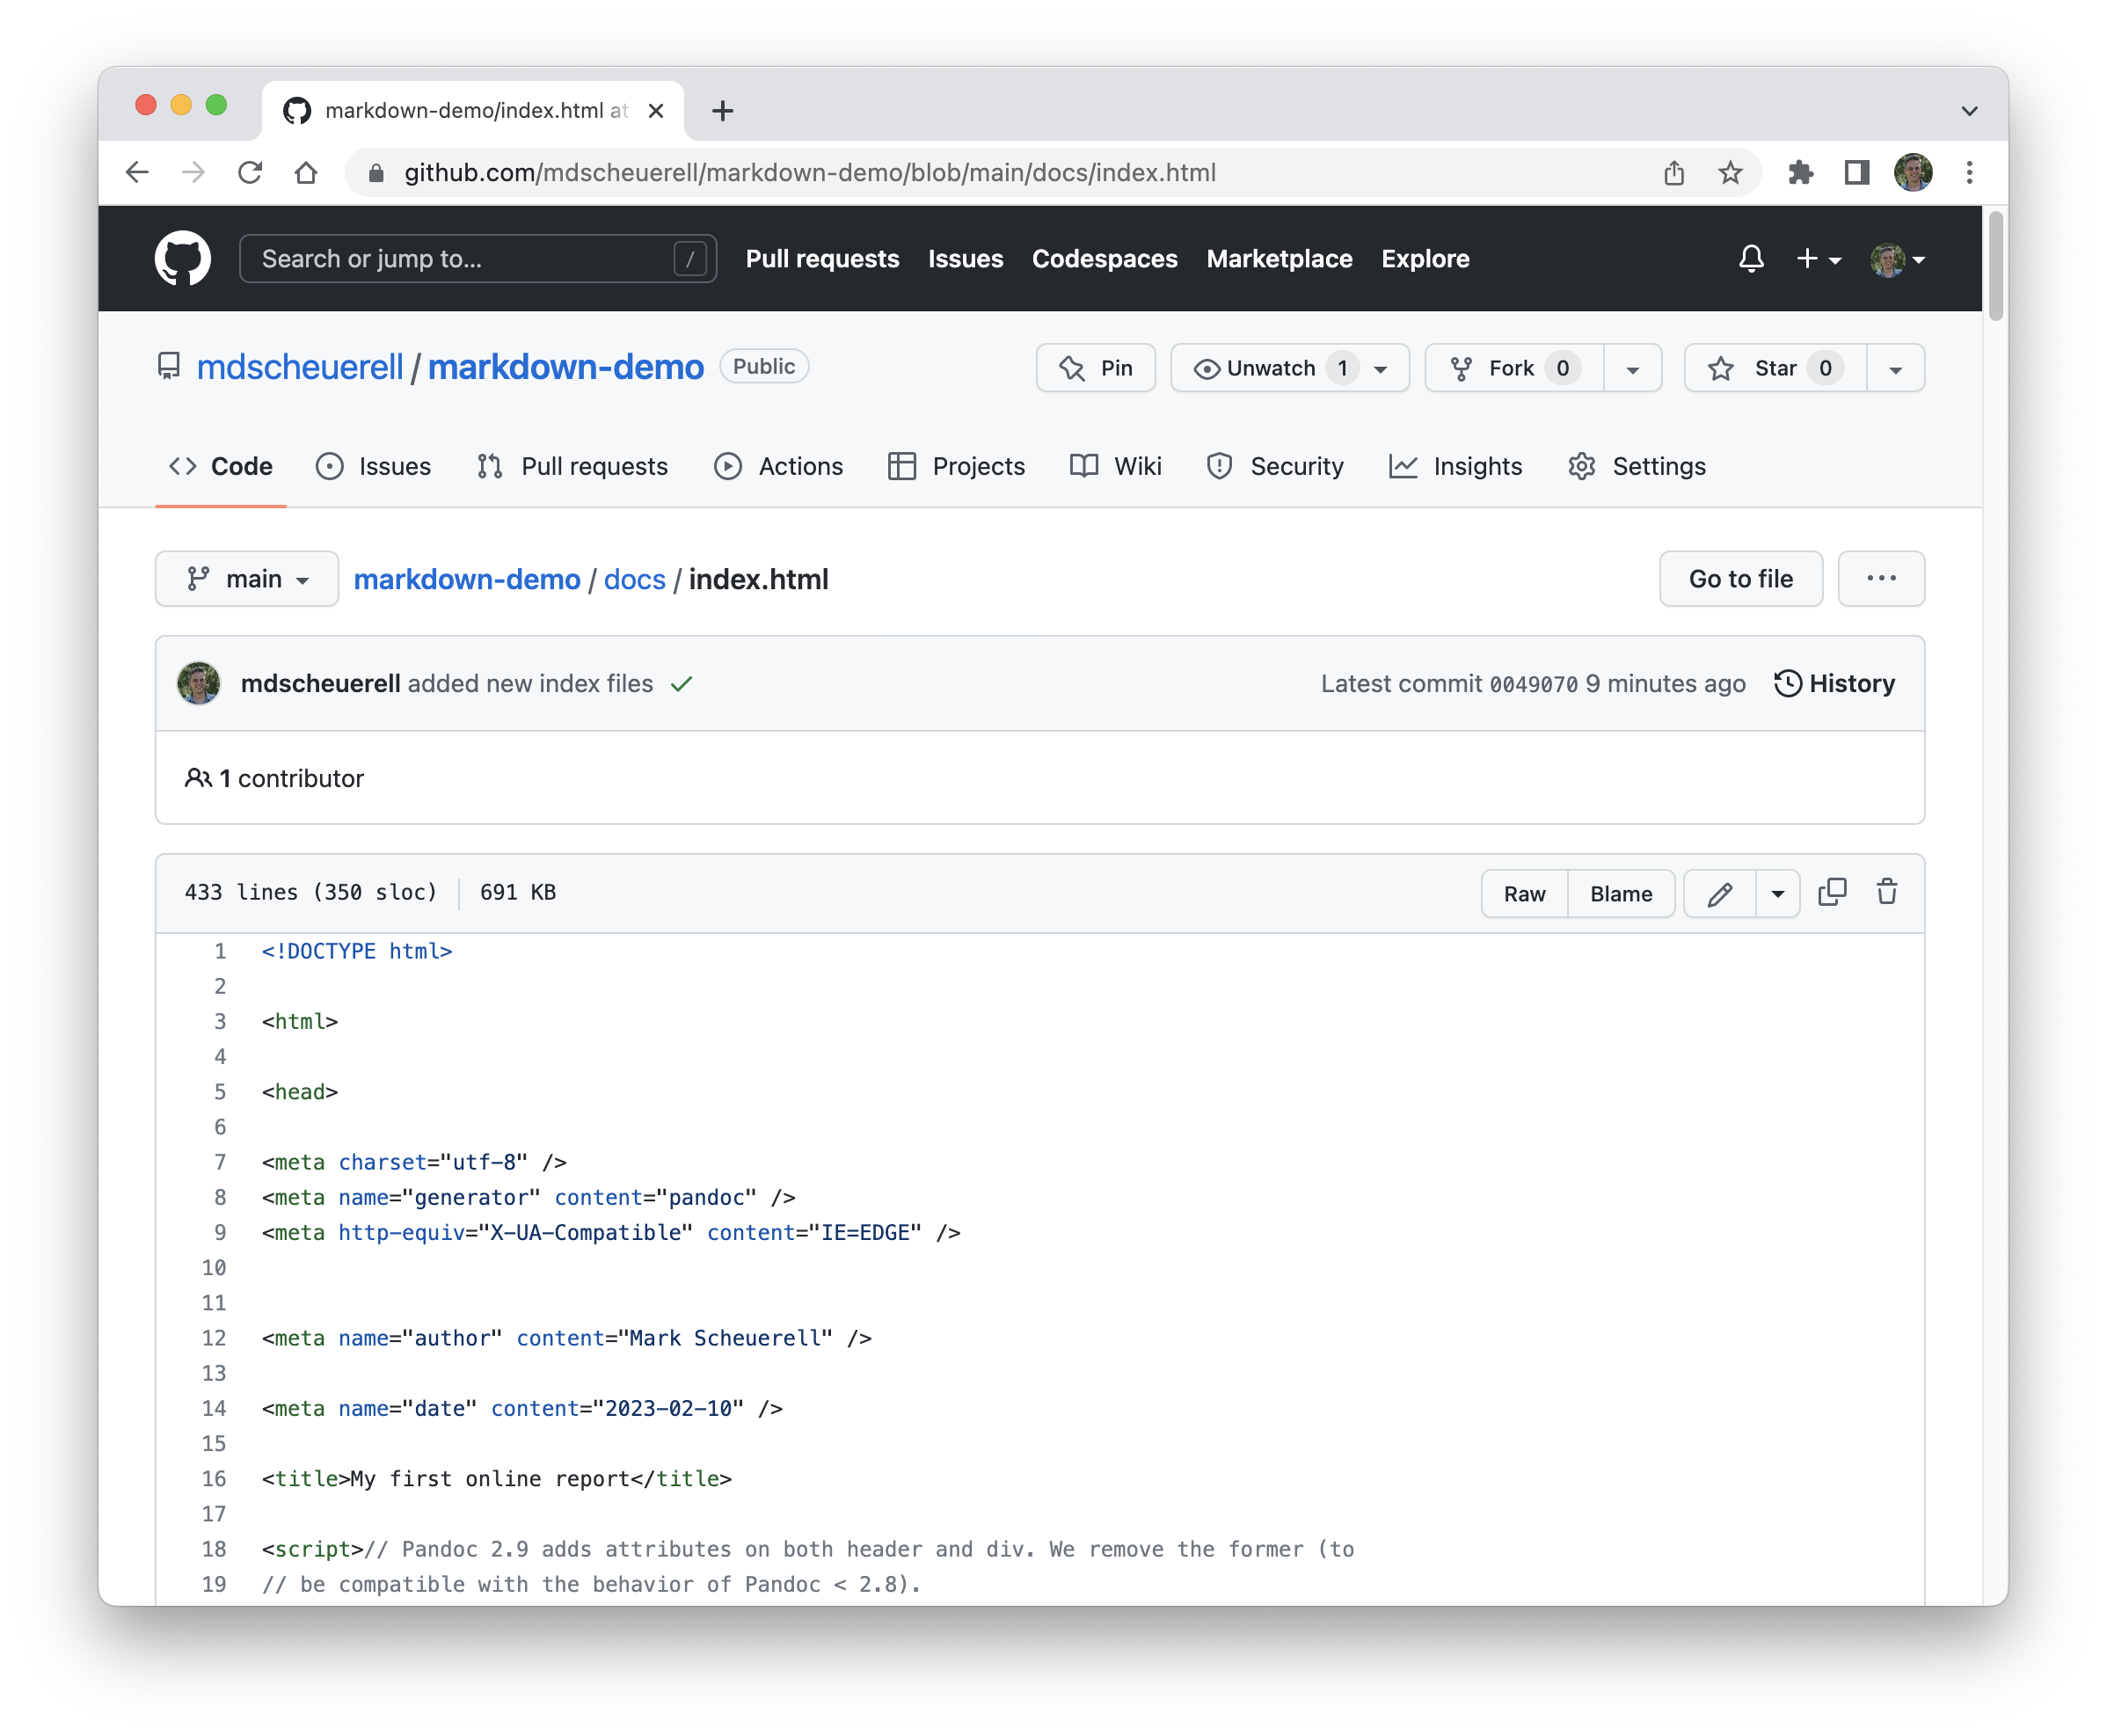 markdown-demo/index.html at
github.com/mdscheuerell/markdown-demo/blob/main/docs/index.html
Search or jump to... / Pull requests Issues Codespaces Marketplace Explore
mdscheuerell / markdown-demo Public Pin Unwatch 1 Fork 0 Star 0
Code Issues Pull requests Actions Projects Wiki Security Insights Settings
main markdown-demo / docs / index.html Go to file ...
mdscheuerell added new index files Latest commit 0049070 9 minutes ago History
1 contributor
433 lines (350 sloc) 691 KB Raw Blame
1 <!DOCTYPE html>
2
3 <html>
4
5 <head>
6
7 <meta charset="utf-8" />
8 <meta name="generator" content="pandoc" />
9 <meta http-equiv="X-UA-Compatible" content="IE=EDGE" />
10
11
12 <meta name="author" content="Mark Scheuerell" />
13
14 <meta name="date" content="2023-02-10" />
15
16 <title>My first online report</title>
17
18 <script>// Pandoc 2.9 adds attributes on both header and div. We remove the former (to
19 // be compatible with the behavior of Pandoc < 2.8).